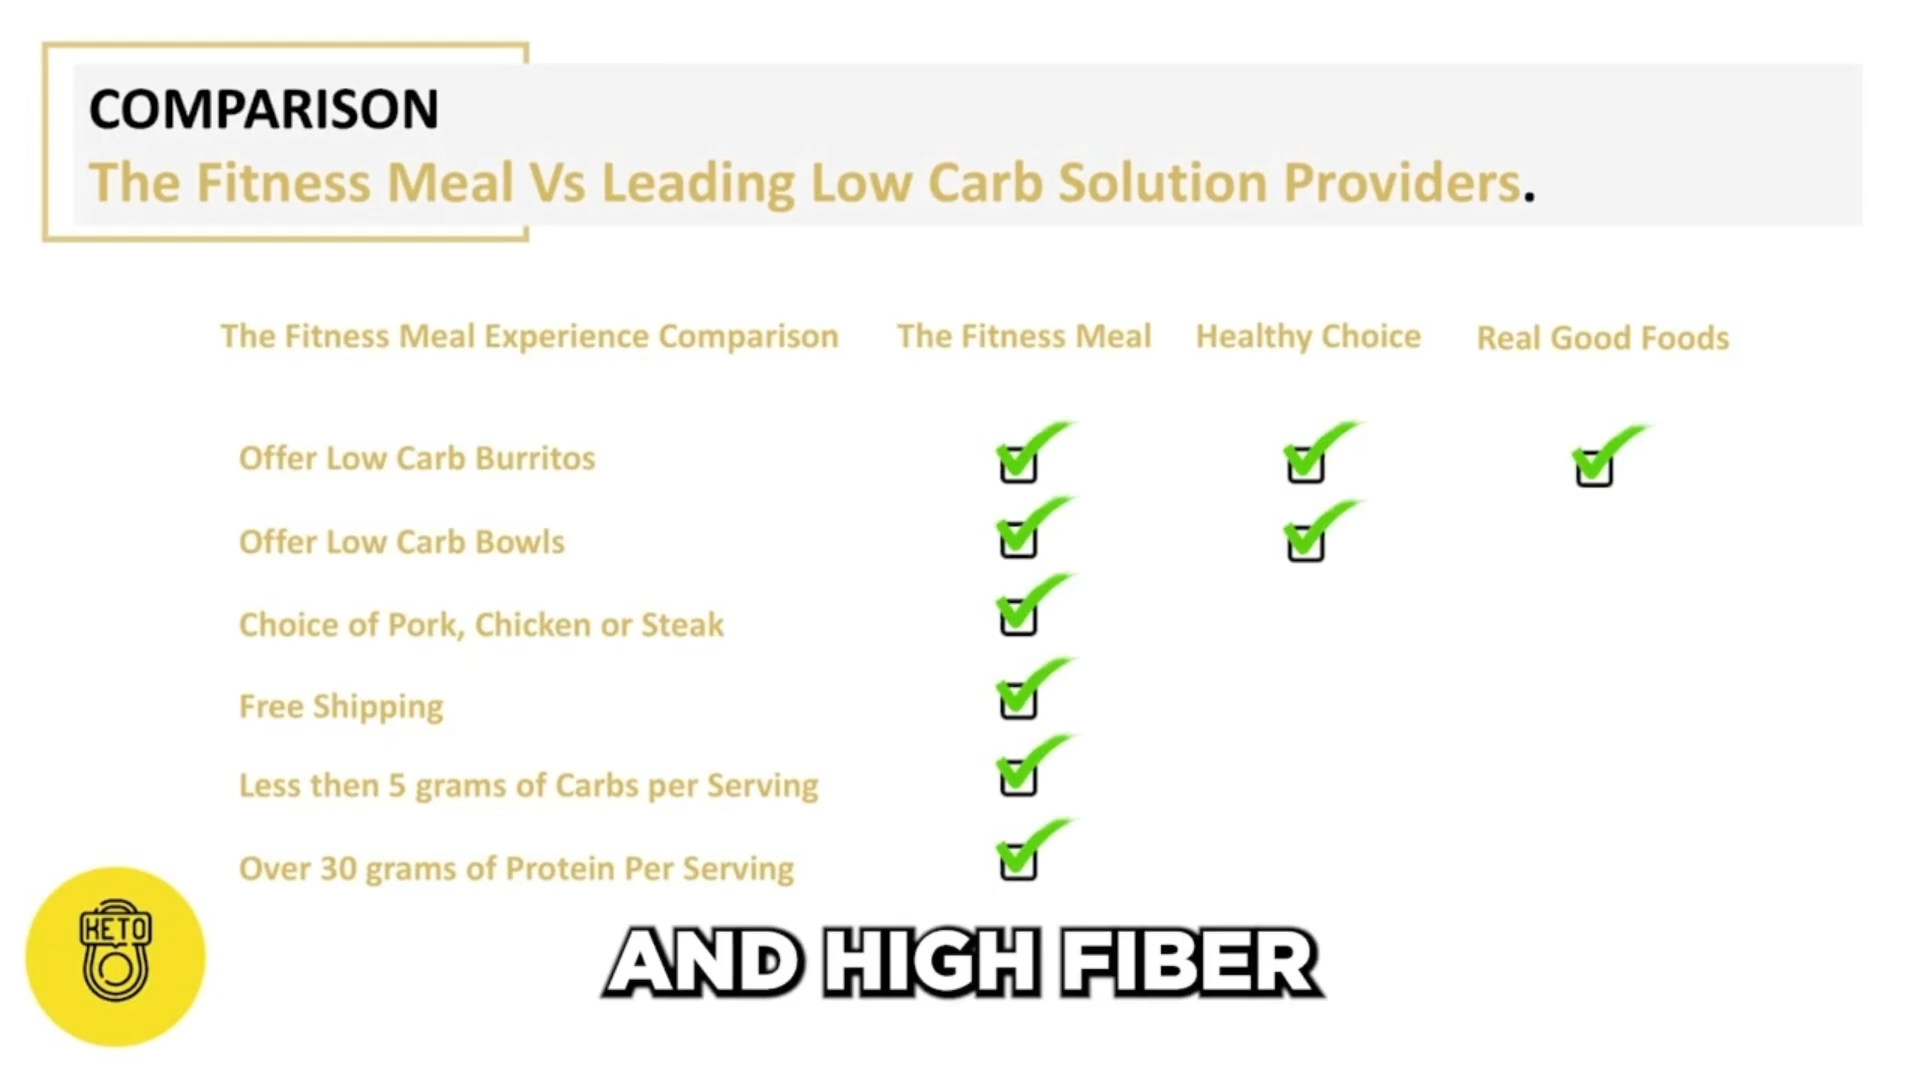 COMPARISON
The Fitness Meal Vs Leading Low Carb Solution Providers.
The Fitness Meal Experience Comparison The Fitness Meal Healthy Choice Real Good Foods
Offer Low Carb Burritos
Offer Low Carb Bowls
Choice of Pork, Chicken or Steak
Free Shipping
Less then 5 grams of Carbs per Serving
Over 30 grams of Protein Per Serving
KETO
AND HIGH FIBER